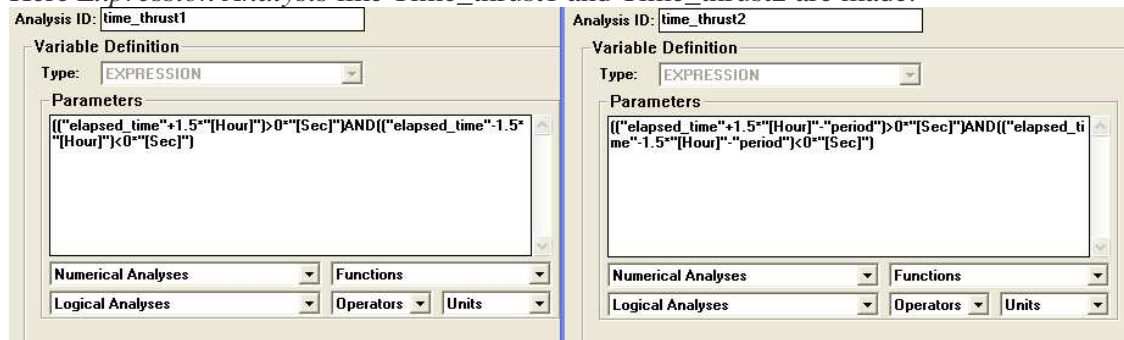 Here Expression Analysis like Time_thrust1 and Time_thrust2 are made:
Analysis ID: time_thrust1
Variable Definition
Type: EXPRESSION
Parameters
(("elapsed_time"+1.5*"[Hour]")>0*"[Sec]")AND(("elapsed_time"-1.5*
"[Hour]")<0*"[Sec]")
Numerical Analyses Functions
Logical Analyses Operators Units
Analysis ID: time_thrust2
Variable Definition
Type: EXPRESSION
Parameters
(("elapsed_time"+1.5*"[Hour]"-"period")>0*"[Sec]")AND(("elapsed_ti
me"-1.5*"[Hour]"-"period")<0*"[Sec]")
Numerical Analyses Functions
Logical Analyses Operators Units